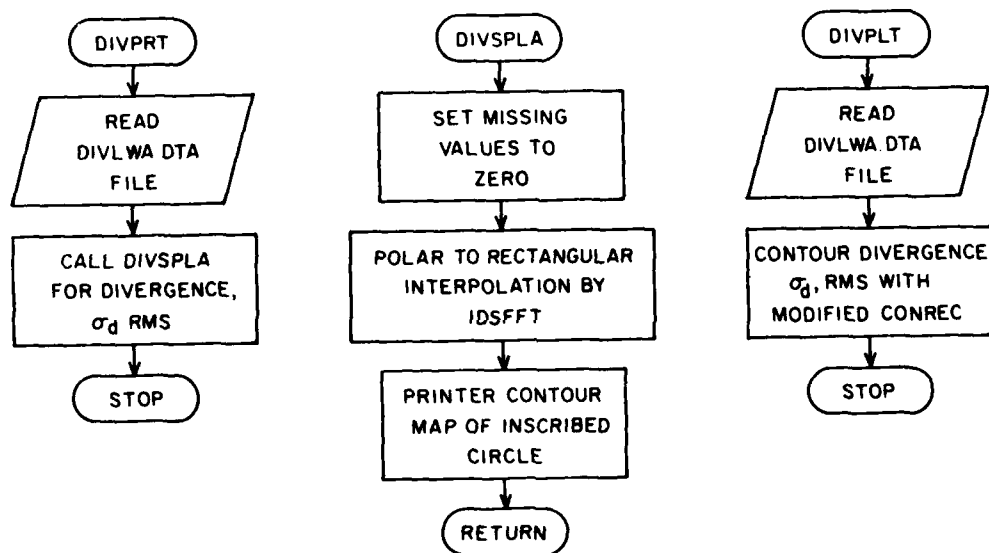 DIVPRT
READ
DIVLWA.DTA
FILE
CALL DIVSPLA
FOR DIVERGENCE,
σd RMS
STOP
DIVSPLA
SET MISSING
VALUES TO
ZERO
POLAR TO RECTANGULAR
INTERPOLATION BY
IDSFFT
PRINTER CONTOUR
MAP OF INSCRIBED
CIRCLE
RETURN
DIVPLT
READ
DIVLWA.DTA
FILE
CONTOUR DIVERGENCE,
σd, RMS WITH
MODIFIED CONREC
STOP